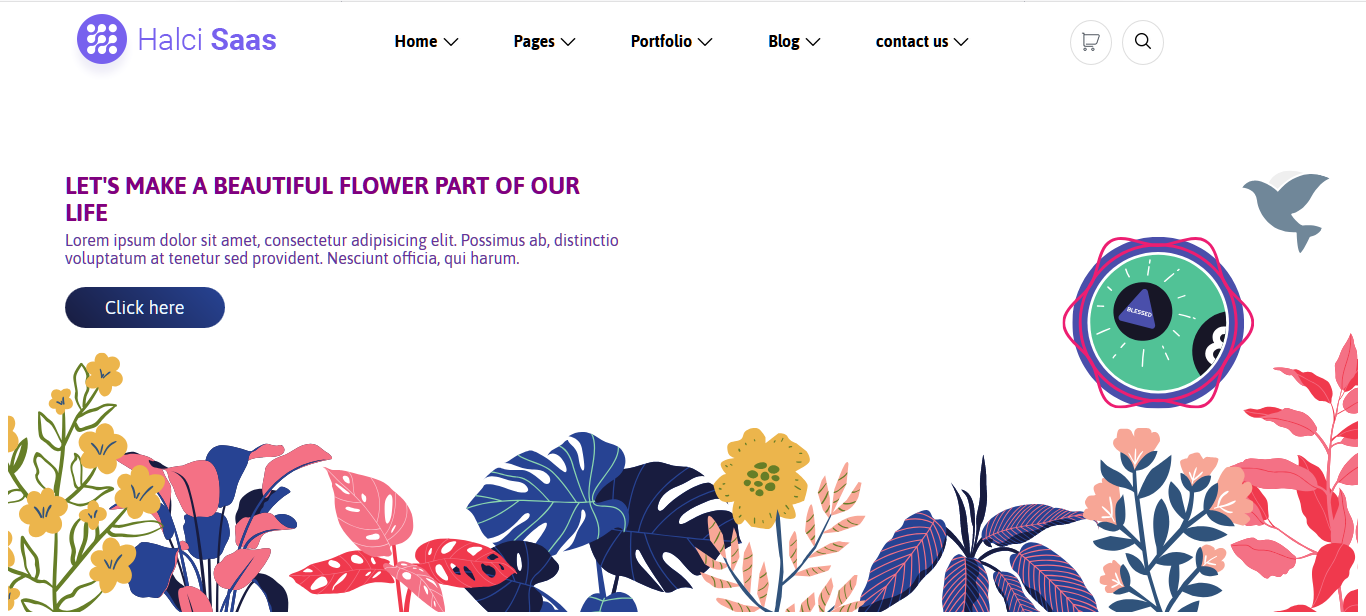 Halci Saas
Home
Pages
Portfolio
Blog
contact us
LET'S MAKE A BEAUTIFUL FLOWER PART OF OUR
LIFE
Lorem ipsum dolor sit amet, consectetur adipisicing elit. Possimus ab, distinctio
voluptatum at tenetur sed provident. Nesciunt officia, qui harum.
Click here
BLESSED
8